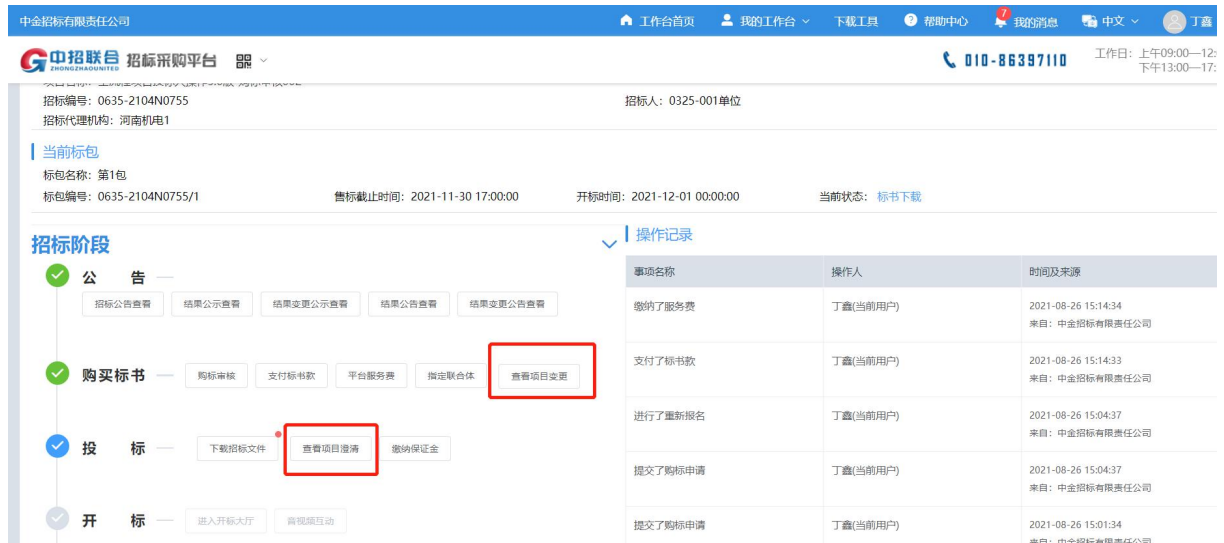 中金招标有限责任公司
工作台首页
我的工作台
下载工具
帮助中心
7
我的消息
中文
丁鑫
中招联合
ZHONGZHAOUNITED
招标采购平台
010-86397110
工作日：上午09:00—12:
下午13:00—17:
招标编号：0635-2104N0755
招标人：0325-001单位
招标代理机构：河南机电1
当前标包
标包名称：第1包
标包编号：0635-2104N0755/1
售标截止时间：2021-11-30 17:00:00
开标时间：2021-12-01 00:00:00
当前状态：标书下载
招标阶段
公 告
招标公告查看
结果公示查看
结果变更公示查看
结果公告查看
结果变更公告查看
购买标书
购标审核
支付标书款
平台服务费
指定联合体
查看项目变更
投 标
下载招标文件
查看项目澄清
缴纳保证金
开 标
进入开标大厅
音视频互动
操作记录
事项名称
操作人
时间及来源
缴纳了服务费
丁鑫(当前用户)
2021-08-26 15:14:34
来自：中金招标有限责任公司
支付了标书款
丁鑫(当前用户)
2021-08-26 15:14:33
来自：中金招标有限责任公司
进行了重新报名
丁鑫(当前用户)
2021-08-26 15:04:37
来自：中金招标有限责任公司
提交了购标申请
丁鑫(当前用户)
2021-08-26 15:04:37
来自：中金招标有限责任公司
提交了购标申请
丁鑫(当前用户)
2021-08-26 15:01:34
来自：中金招标有限责任公司